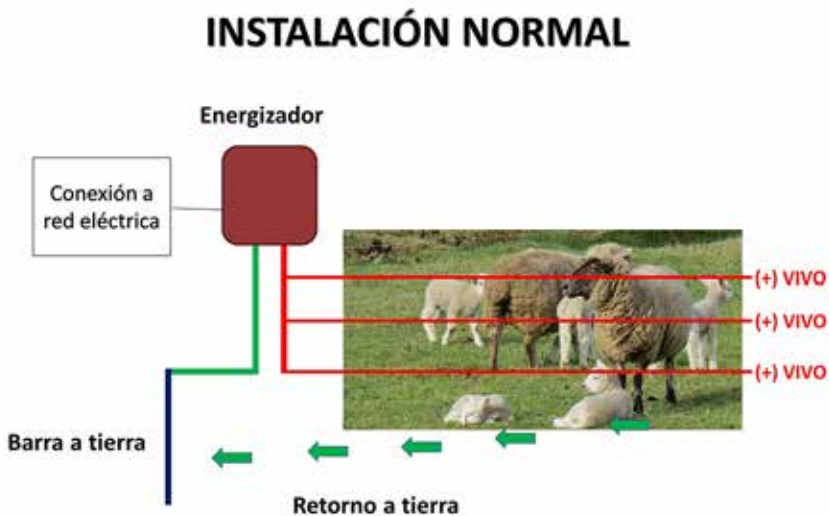 INSTALACIÓN NORMAL
Energizador
Conexión a
red eléctrica
(+) VIVO
(+) VIVO
(+) VIVO
Barra a tierra
Retorno a tierra